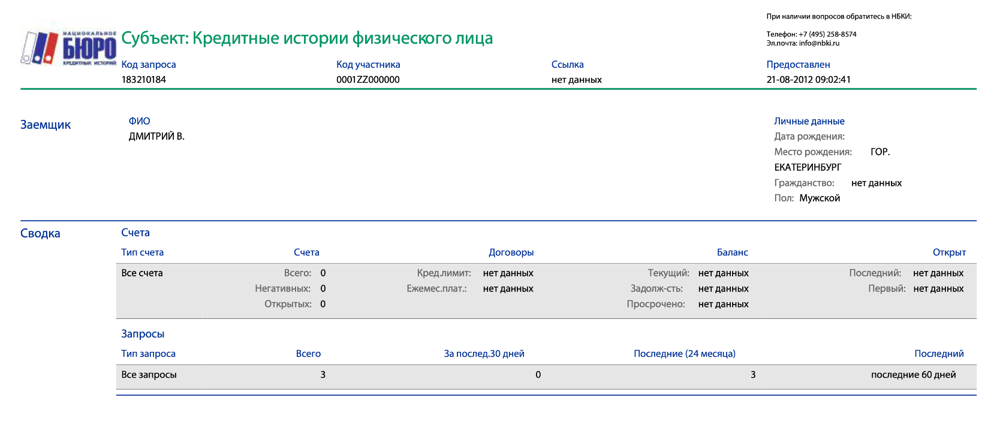 При наличии вопросов обратитесь в НБКИ:
Телефон: +7 (495) 258-8574
Эл.почта: info@nbki.ru
НАЦИОНАЛЬНОЕ
БЮРО
КРЕДИТНЫХ ИСТОРИЙ
Субъект: Кредитные истории физического лица
Код запроса Код участника Ссылка Предоставлен
183210184 0001ZZ000000 нет данных 21-08-2012 09:02:41
Заемщик
ФИО
ДМИТРИЙ В.
Личные данные
Дата рождения:
Место рождения: ГОР.
ЕКАТЕРИНБУРГ
Гражданство: нет данных
Пол: Мужской
Сводка
Счета
Тип счета Счета Договоры Баланс Открыт
Все счета Всего: 0 Кред.лимит: нет данных Текущий: нет данных Последний: нет данных
Негативных: 0 Ежемес.плат.: нет данных Задолж-сть: нет данных Первый: нет данных
Открытых: 0 Просрочено: нет данных
Запросы
Тип запроса Всего За послед.30 дней Последние (24 месяца) Последний
Все запросы 3 0 3 последние 60 дней